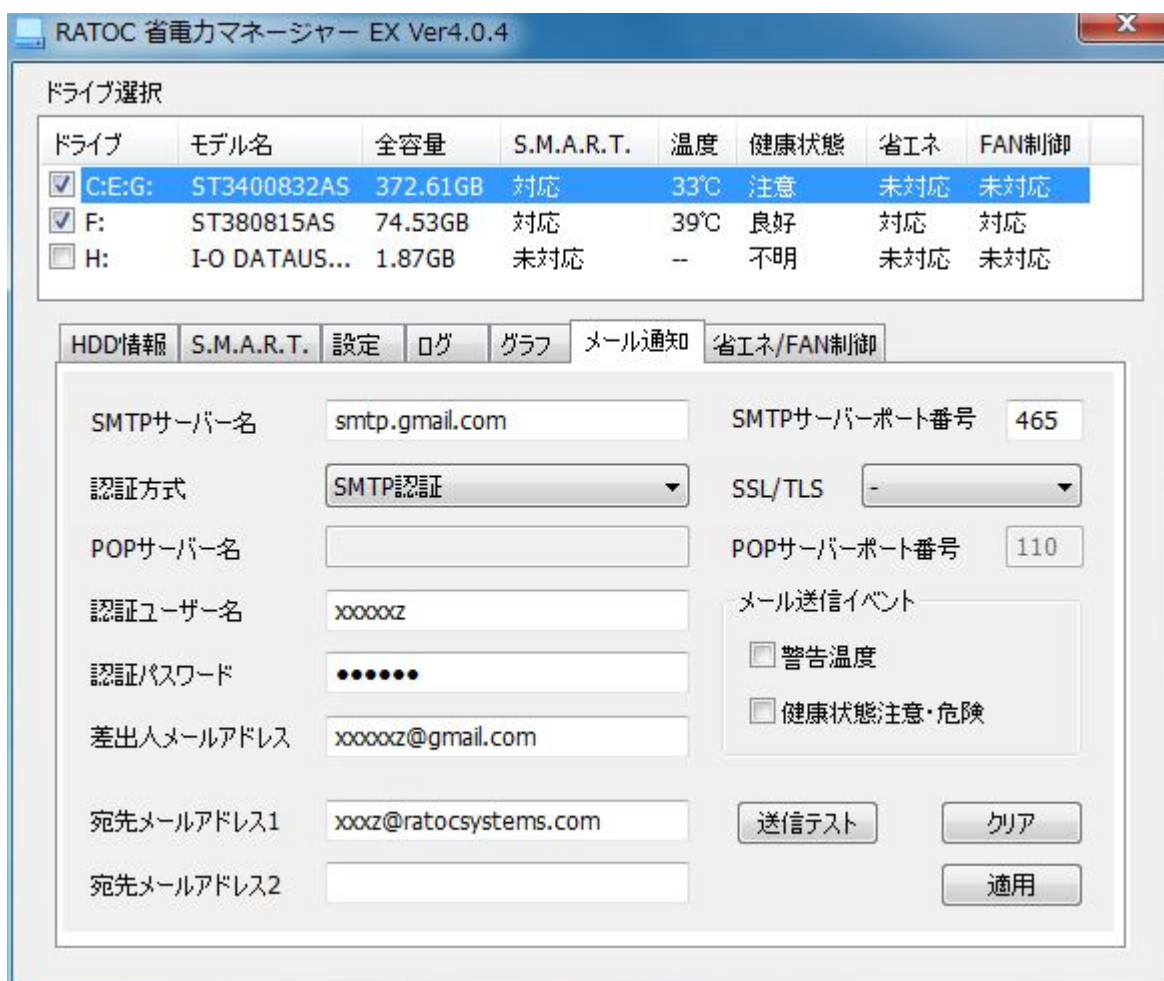 RATOC 省電力マネージャー EX Ver4.0.4
ドライブ選択
ドライブ モデル名 全容量 S.M.A.R.T. 温度 健康状態 省エネ FAN制御
C:E:G: ST3400832AS 372.61GB 対応 33℃ 注意 未対応 未対応
F: ST380815AS 74.53GB 対応 39℃ 良好 対応 対応
H: I-O DATAUS... 1.87GB 未対応 -- 不明 未対応 未対応
HDD情報 S.M.A.R.T. 設定 ログ グラフ メール通知 省エネ/FAN制御
SMTPサーバー名 smtp.gmail.com SMTPサーバーポート番号 465
認証方式 SMTP認証 SSL/TLS -
POPサーバー名 POPサーバーポート番号 110
認証ユーザー名 xxxxxz メール送信イベント
警告温度
認証パスワード ●●●●●●
健康状態注意・危険
差出人メールアドレス xxxxxz@gmail.com
宛先メールアドレス1 xxxz@ratocsystems.com 送信テスト クリア
宛先メールアドレス2 適用